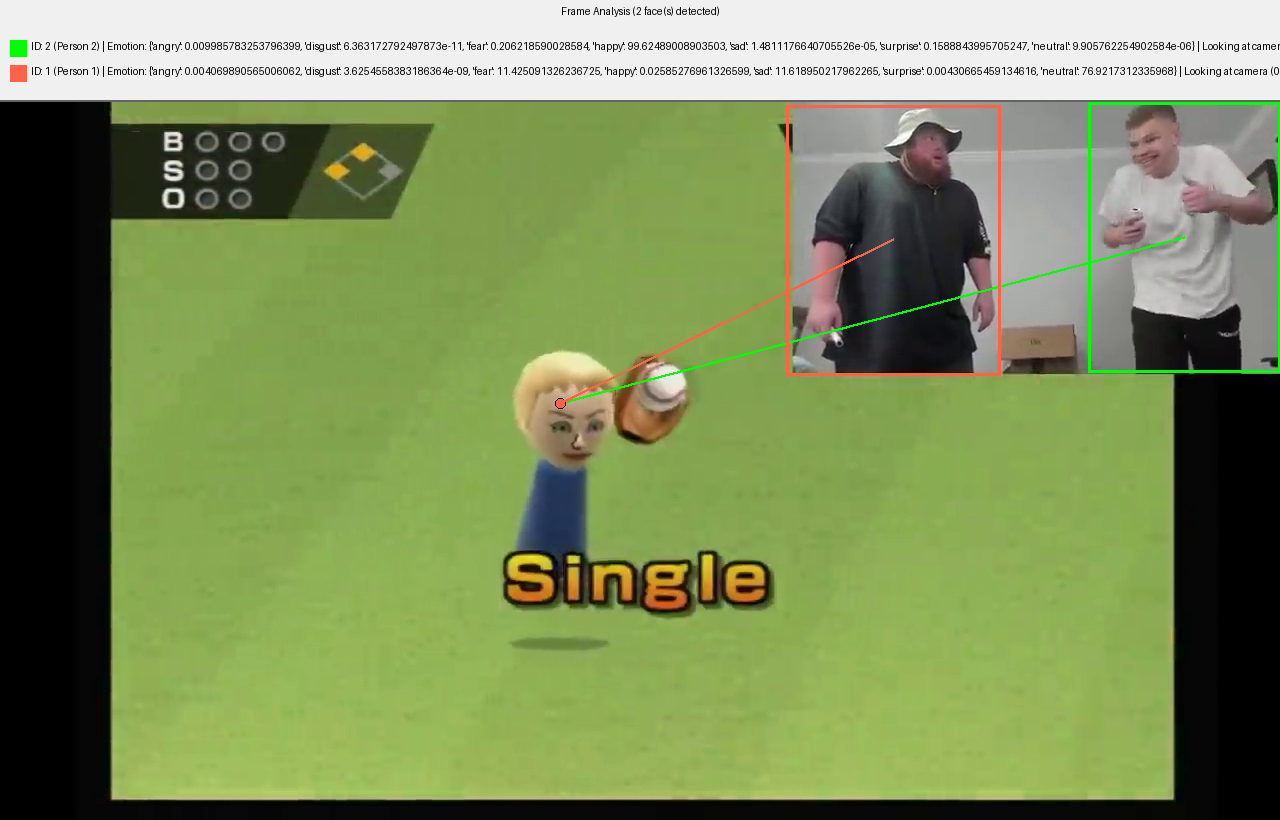 Frame Analysis (2 face(s) detected)
ID: 2 (Person 2) | Emotion: {'angry': 0.009985783253796399, 'disgust': 6.363172792497873e-11, 'fear': 0.206218590028584, 'happy': 99.62489008903503, 'sad': 1.4811176640705526e-05, 'surprise': 0.1588843995705247, 'neutral': 9.905762254902584e-06} | Looking at camer
ID: 1 (Person 1) | Emotion: {'angry': 0.004069890565006062, 'disgust': 3.6254558383186364e-09, 'fear': 11.425091326236725, 'happy': 0.02585276961326599, 'sad': 11.618950217962265, 'surprise': 0.00430665459134616, 'neutral': 76.9217312335968} | Looking at camera (0
B
S
O
Single